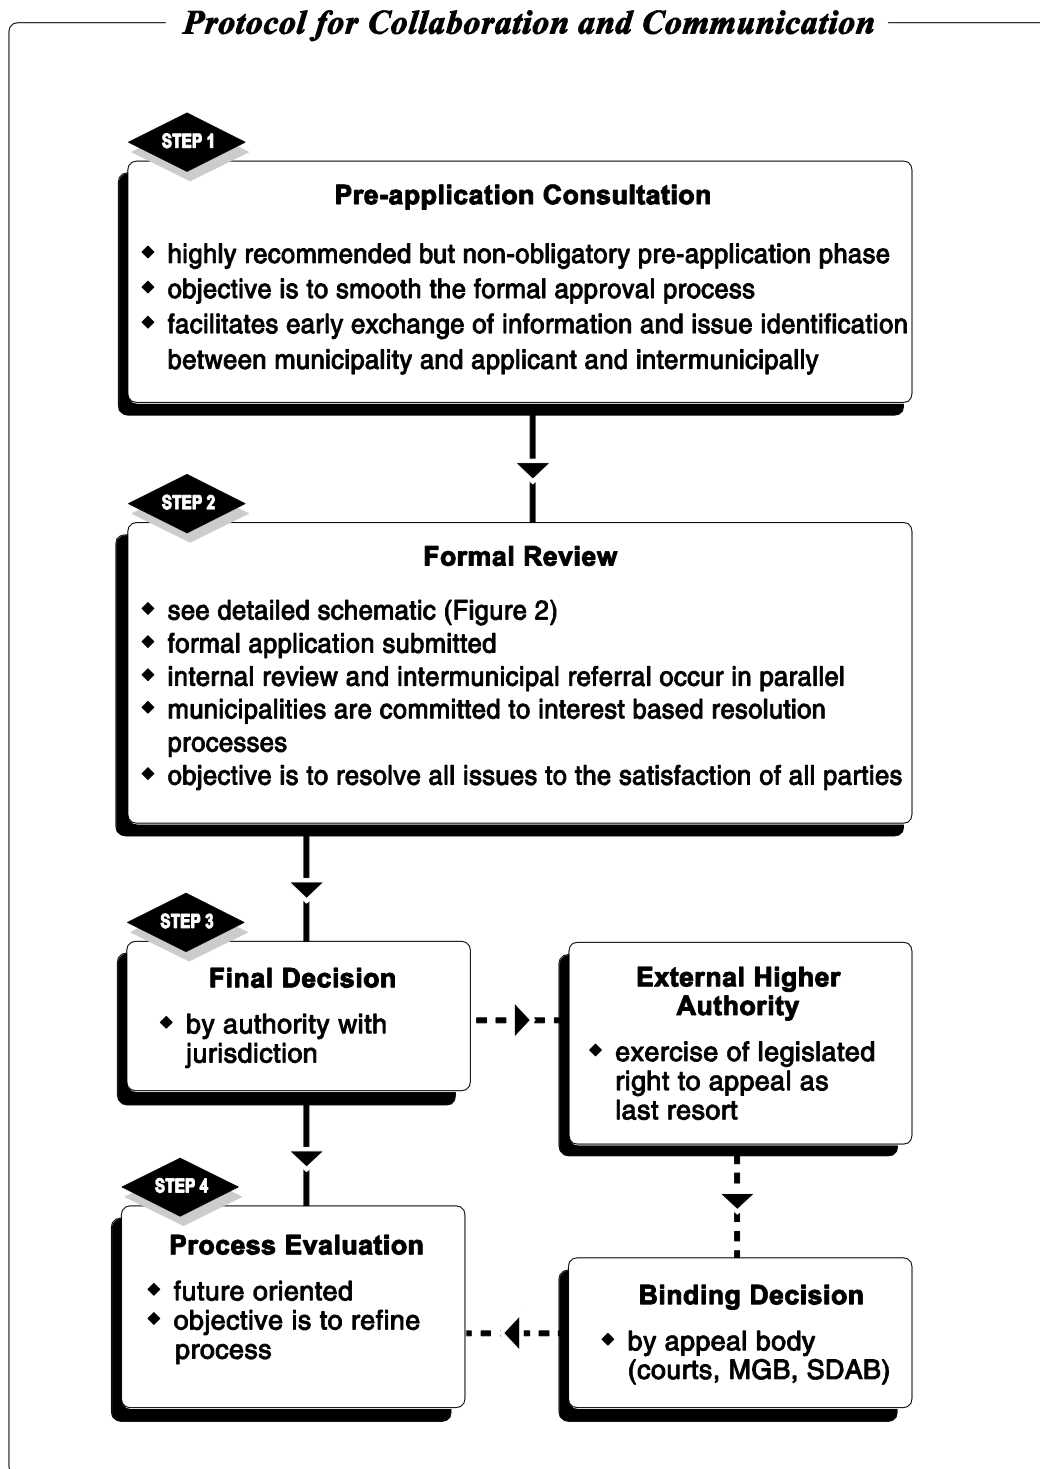 Protocol for Collaboration and Communication
STEP 1
Pre-application Consultation
◆ highly recommended but non-obligatory pre-application phase
◆ objective is to smooth the formal approval process
◆ facilitates early exchange of information and issue identification
between municipality and applicant and intermunicipally
STEP 2
Formal Review
◆ see detailed schematic (Figure 2)
◆ formal application submitted
◆ internal review and intermunicipal referral occur in parallel
◆ municipalities are committed to interest based resolution
processes
◆ objective is to resolve all issues to the satisfaction of all parties
STEP 3
Final Decision
◆ by authority with
jurisdiction
External Higher
Authority
◆ exercise of legislated
right to appeal as
last resort
STEP 4
Process Evaluation
◆ future oriented
◆ objective is to refine
process
Binding Decision
◆ by appeal body
(courts, MGB, SDAB)